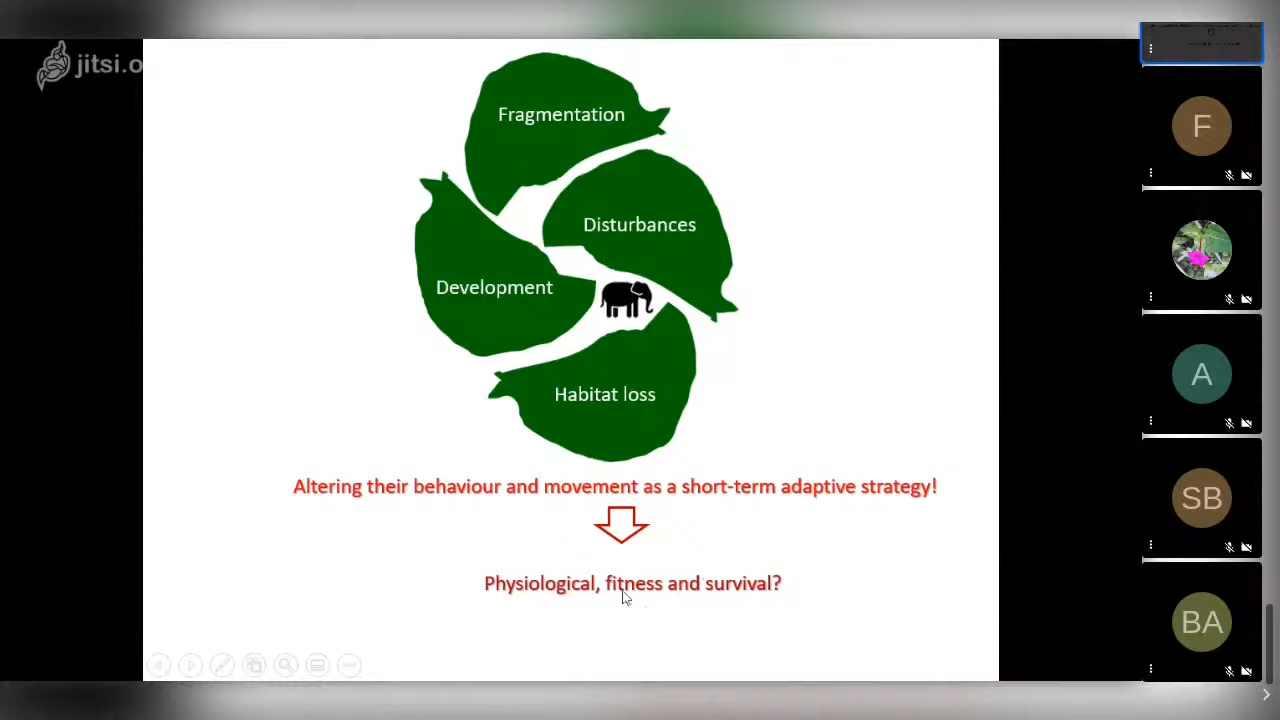 jitsi.o
Fragmentation
Disturbances
Development
Habitat loss
Altering their behaviour and movement as a short-term adaptive strategy!
Physiological, fitness and survival?
F
A
SB
BA